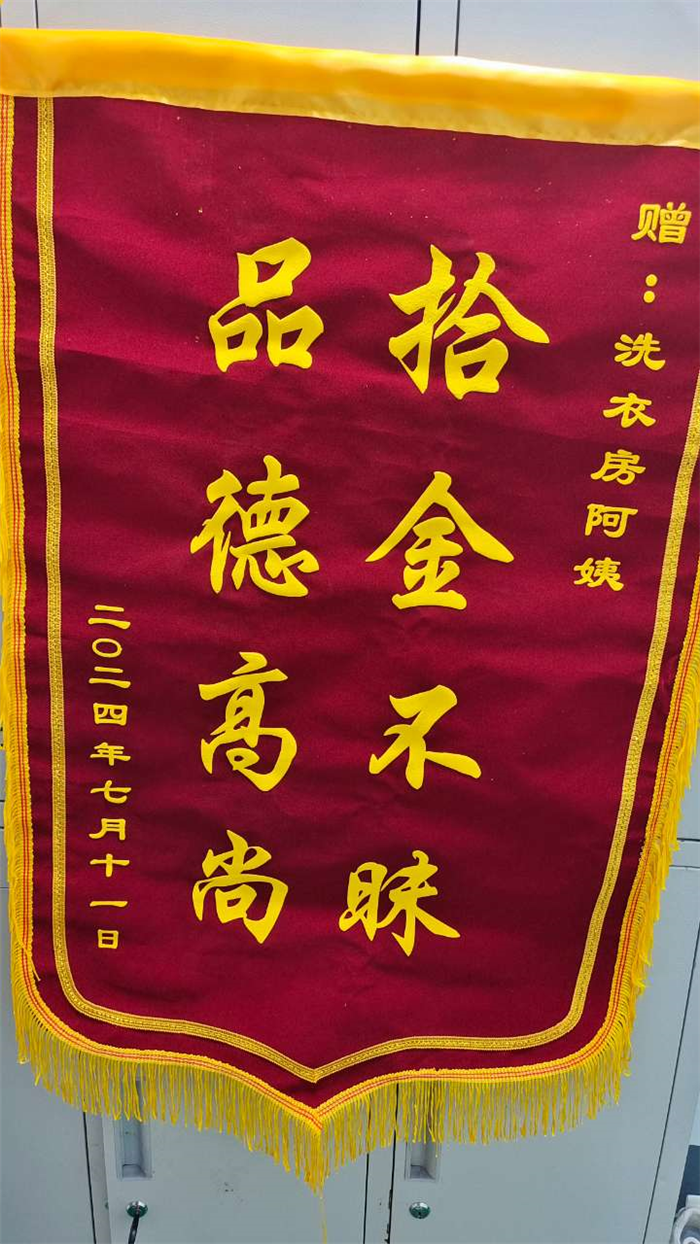 赠：洗衣房阿姨
拾金不昧
品德高尚
二〇二四年七月十一日